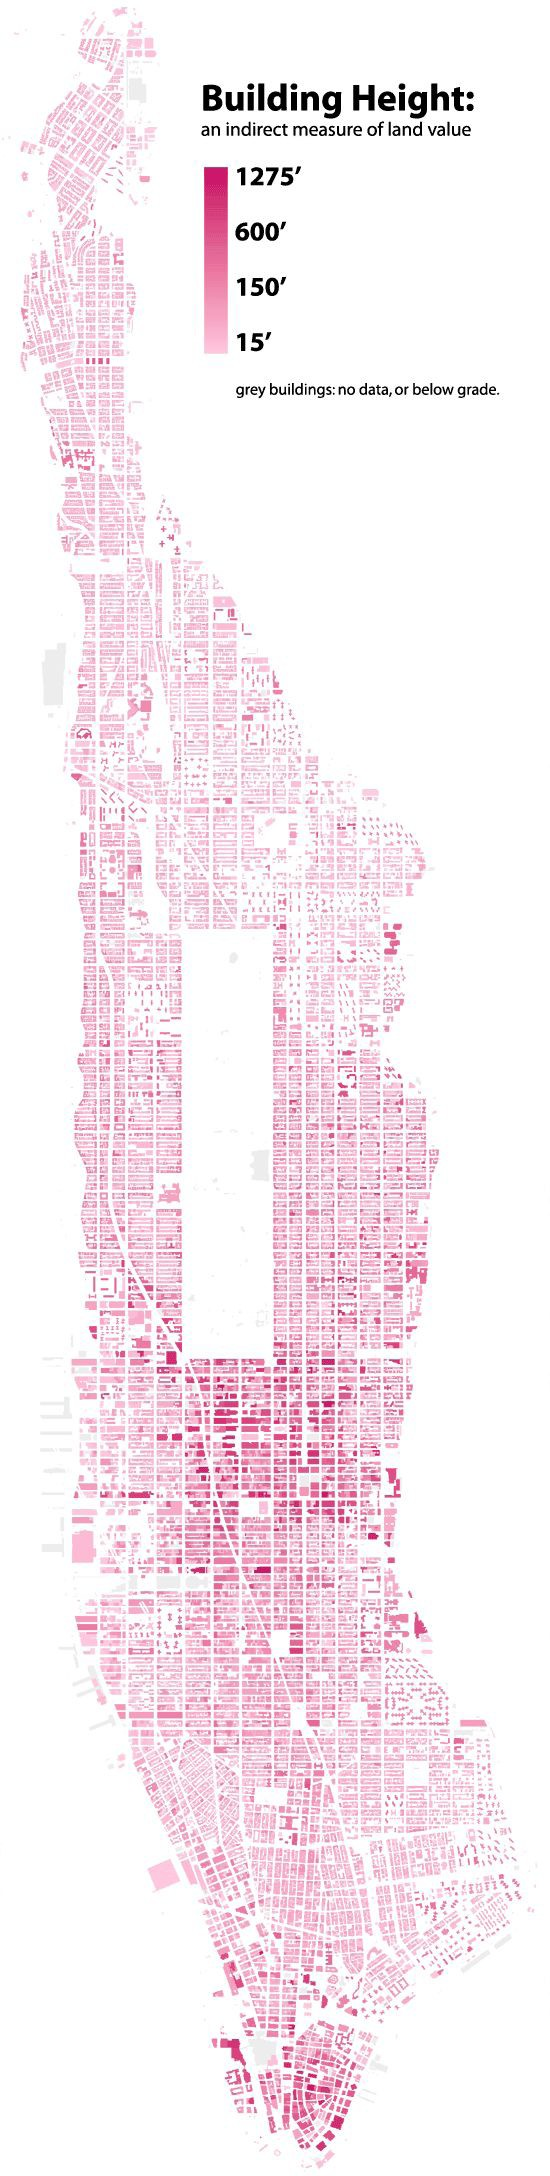 Building Height:
an indirect measure of land value
1275’
600’
150’
15’
grey buildings: no data, or below grade.